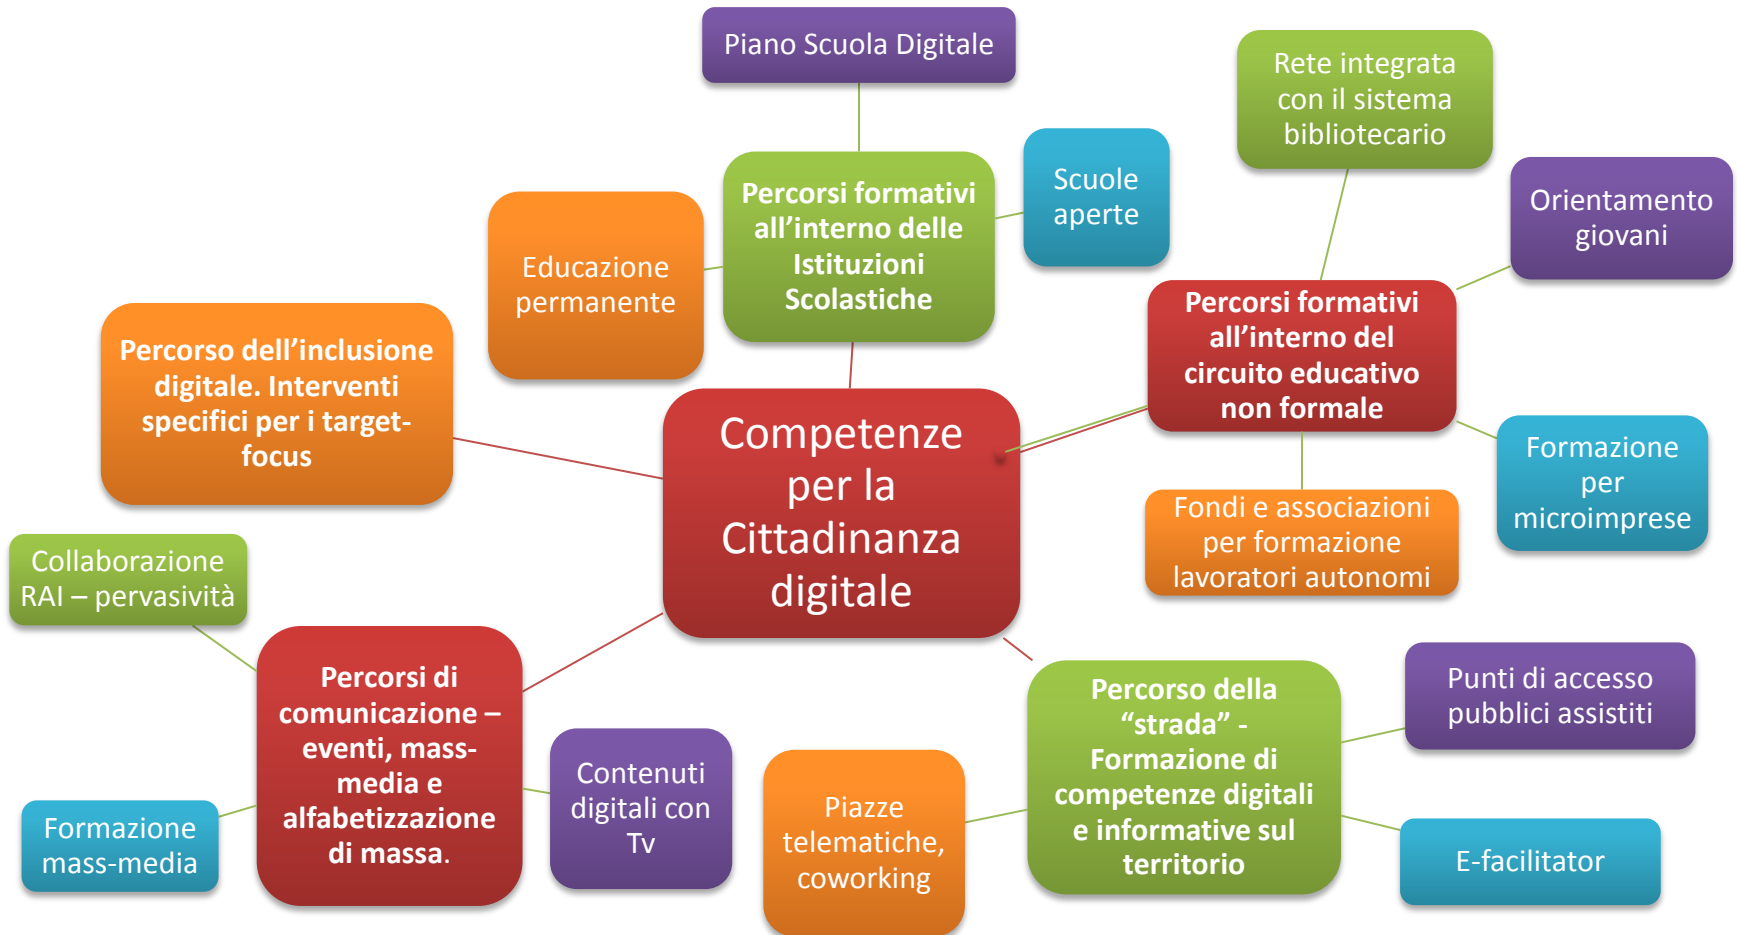 Piano Scuola Digitale
Rete integrata
con il sistema
bibliotecario
Percorsi formativi
all’interno delle
Istituzioni
Scolastiche
Scuole
aperte
Orientamento
giovani
Educazione
permanente
Percorsi formativi
all’interno del
circuito educativo
non formale
Percorso dell’inclusione
digitale. Interventi
specifici per i target-
focus
Competenze
per la
Cittadinanza
digitale
Formazione
per
microimprese
Fondi e associazioni
per formazione
lavoratori autonomi
Collaborazione
RAI – pervasività
Percorsi di
comunicazione –
eventi, mass-
media e
alfabetizzazione
di massa.
Percorso della
“strada” -
Formazione di
competenze digitali
e informative sul
territorio
Punti di accesso
pubblici assistiti
Contenuti
digitali con
Tv
Piazze
telematiche,
coworking
Formazione
mass-media
E-facilitator